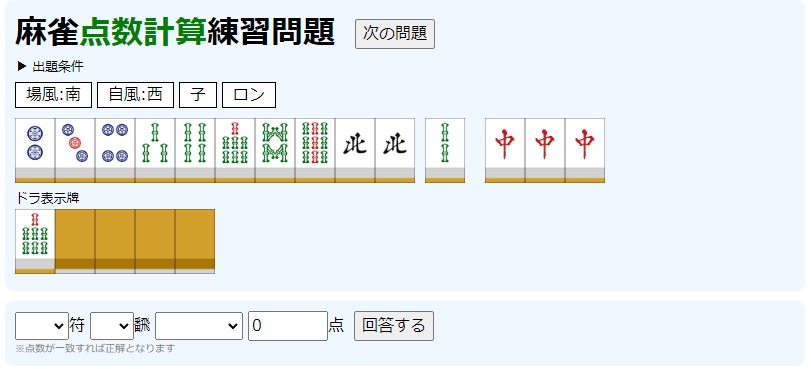 麻雀点数計算練習問題 次の問題
▶ 出題条件
場風:南 自風:西 子 ロン
北 北 中 中 中
ドラ表示牌
符 飜 0 点 回答する
※点数が一致すれば正解となります